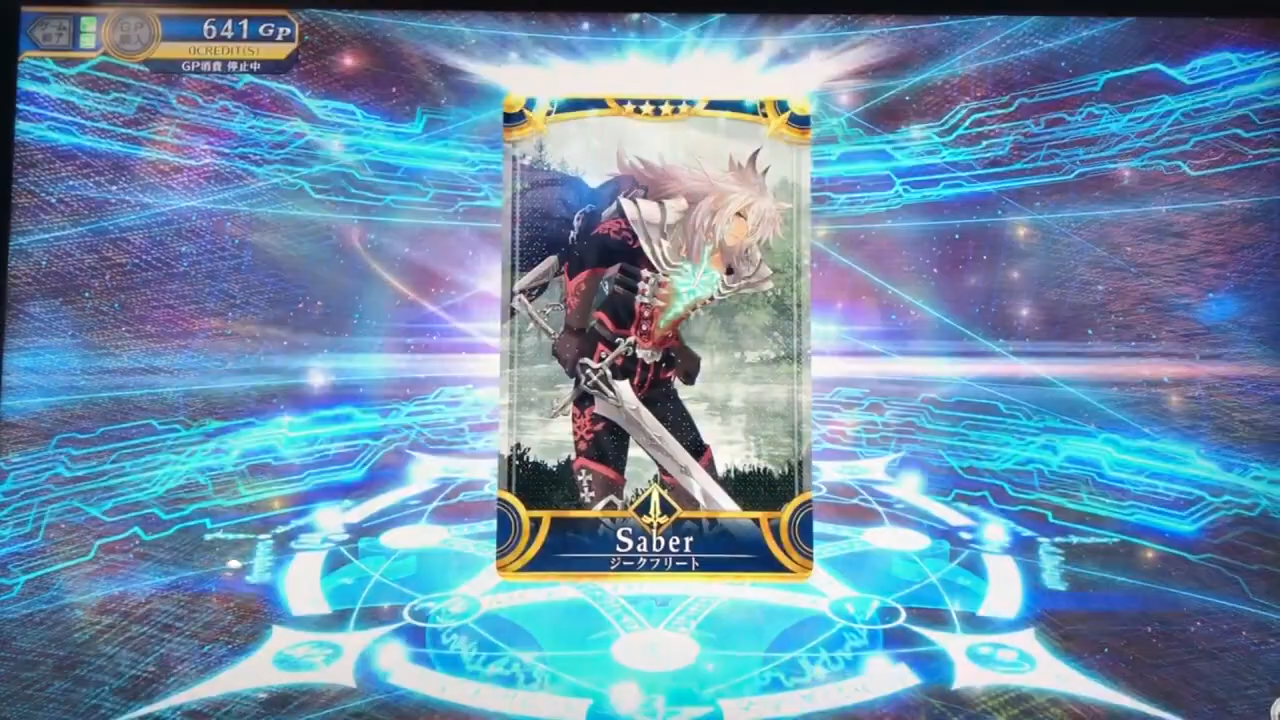 ゲーム
終了
GP
購入
641 GP
0CREDIT(S)
GP消費 停止中
Saber
ジークフリート